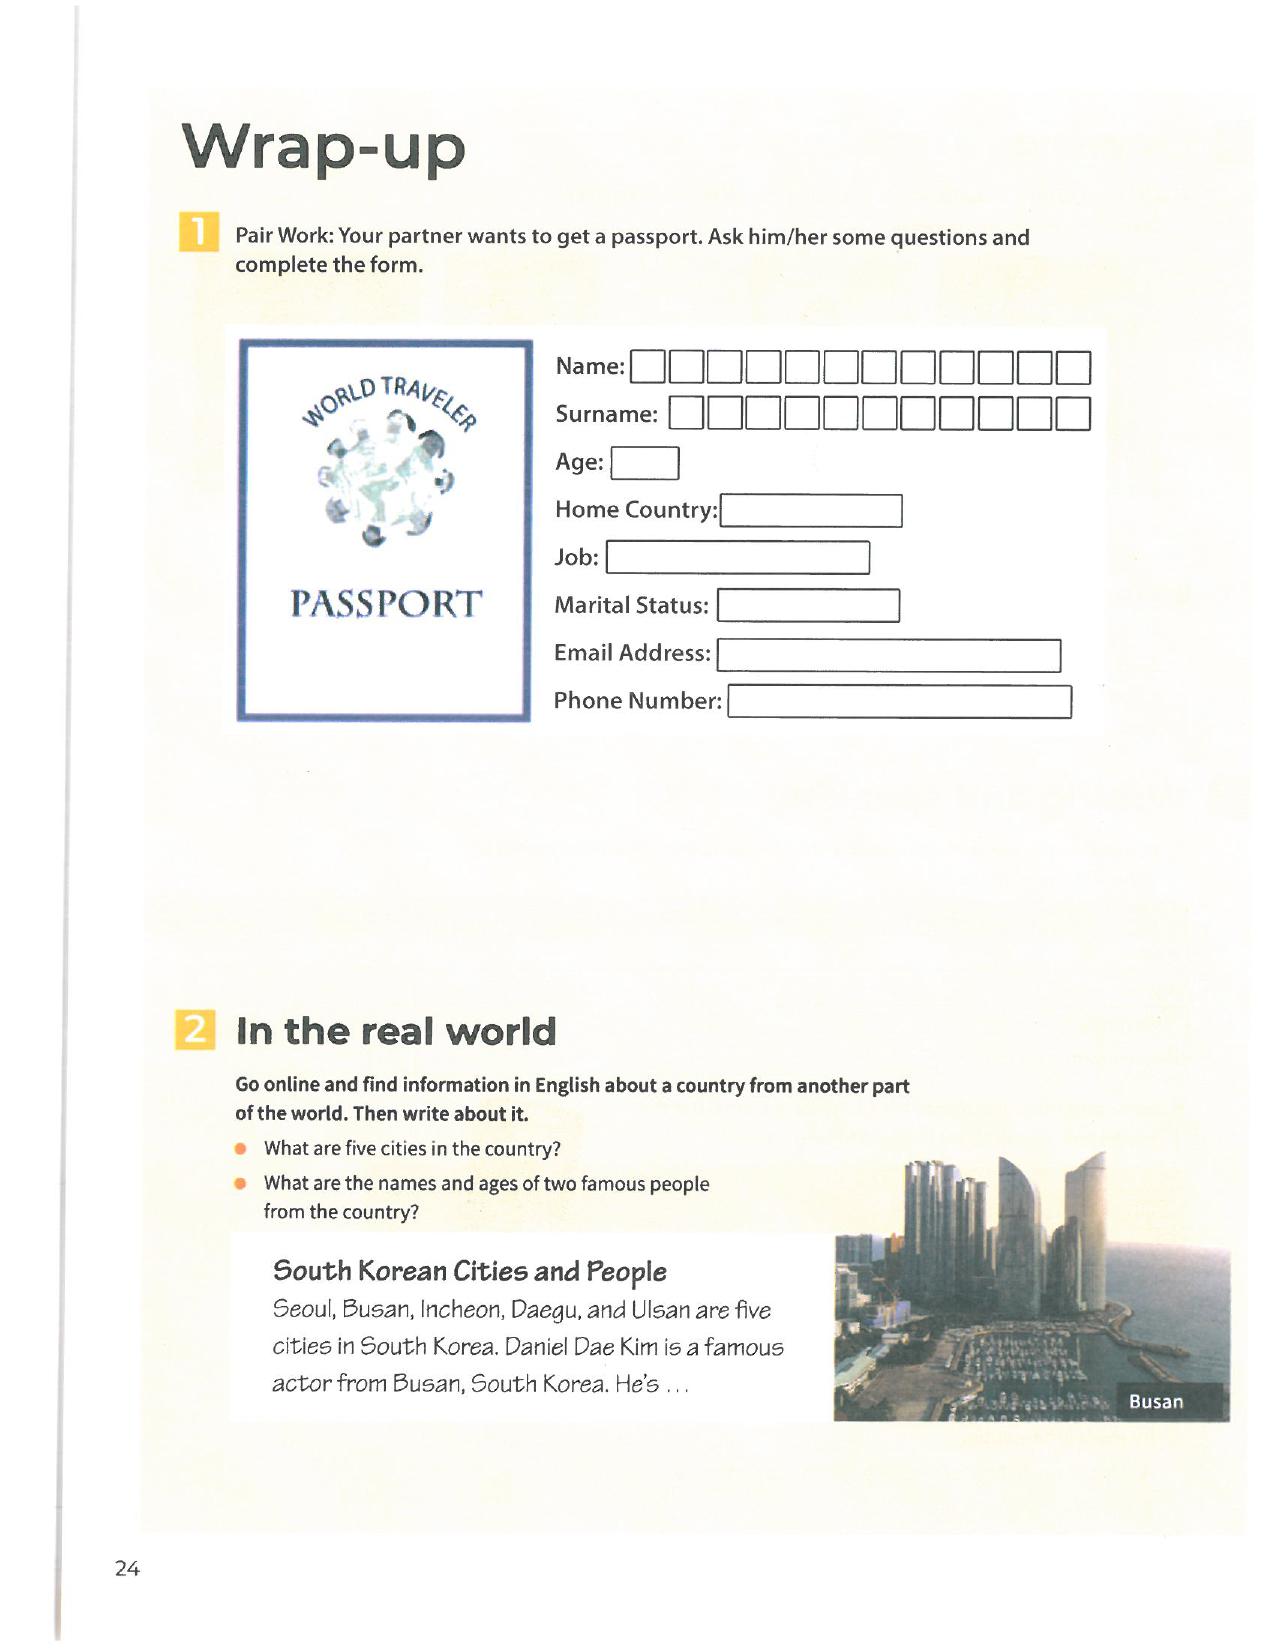 Wrap-up
1
Pair Work: Your partner wants to get a passport. Ask him/her some questions and
complete the form.
WORLD TRAVELER
PASSPORT
Name:
Surname:
Age:
Home Country:
Job:
Marital Status:
Email Address:
Phone Number:
2 In the real world
Go online and find information in English about a country from another part
of the world. Then write about it.
• What are five cities in the country?
• What are the names and ages of two famous people
from the country?
South Korean Cities and People
Seoul, Busan, Incheon, Daegu, and Ulsan are five
cities in South Korea. Daniel Dae Kim is a famous
actor from Busan, South Korea. He's ...
Busan
24